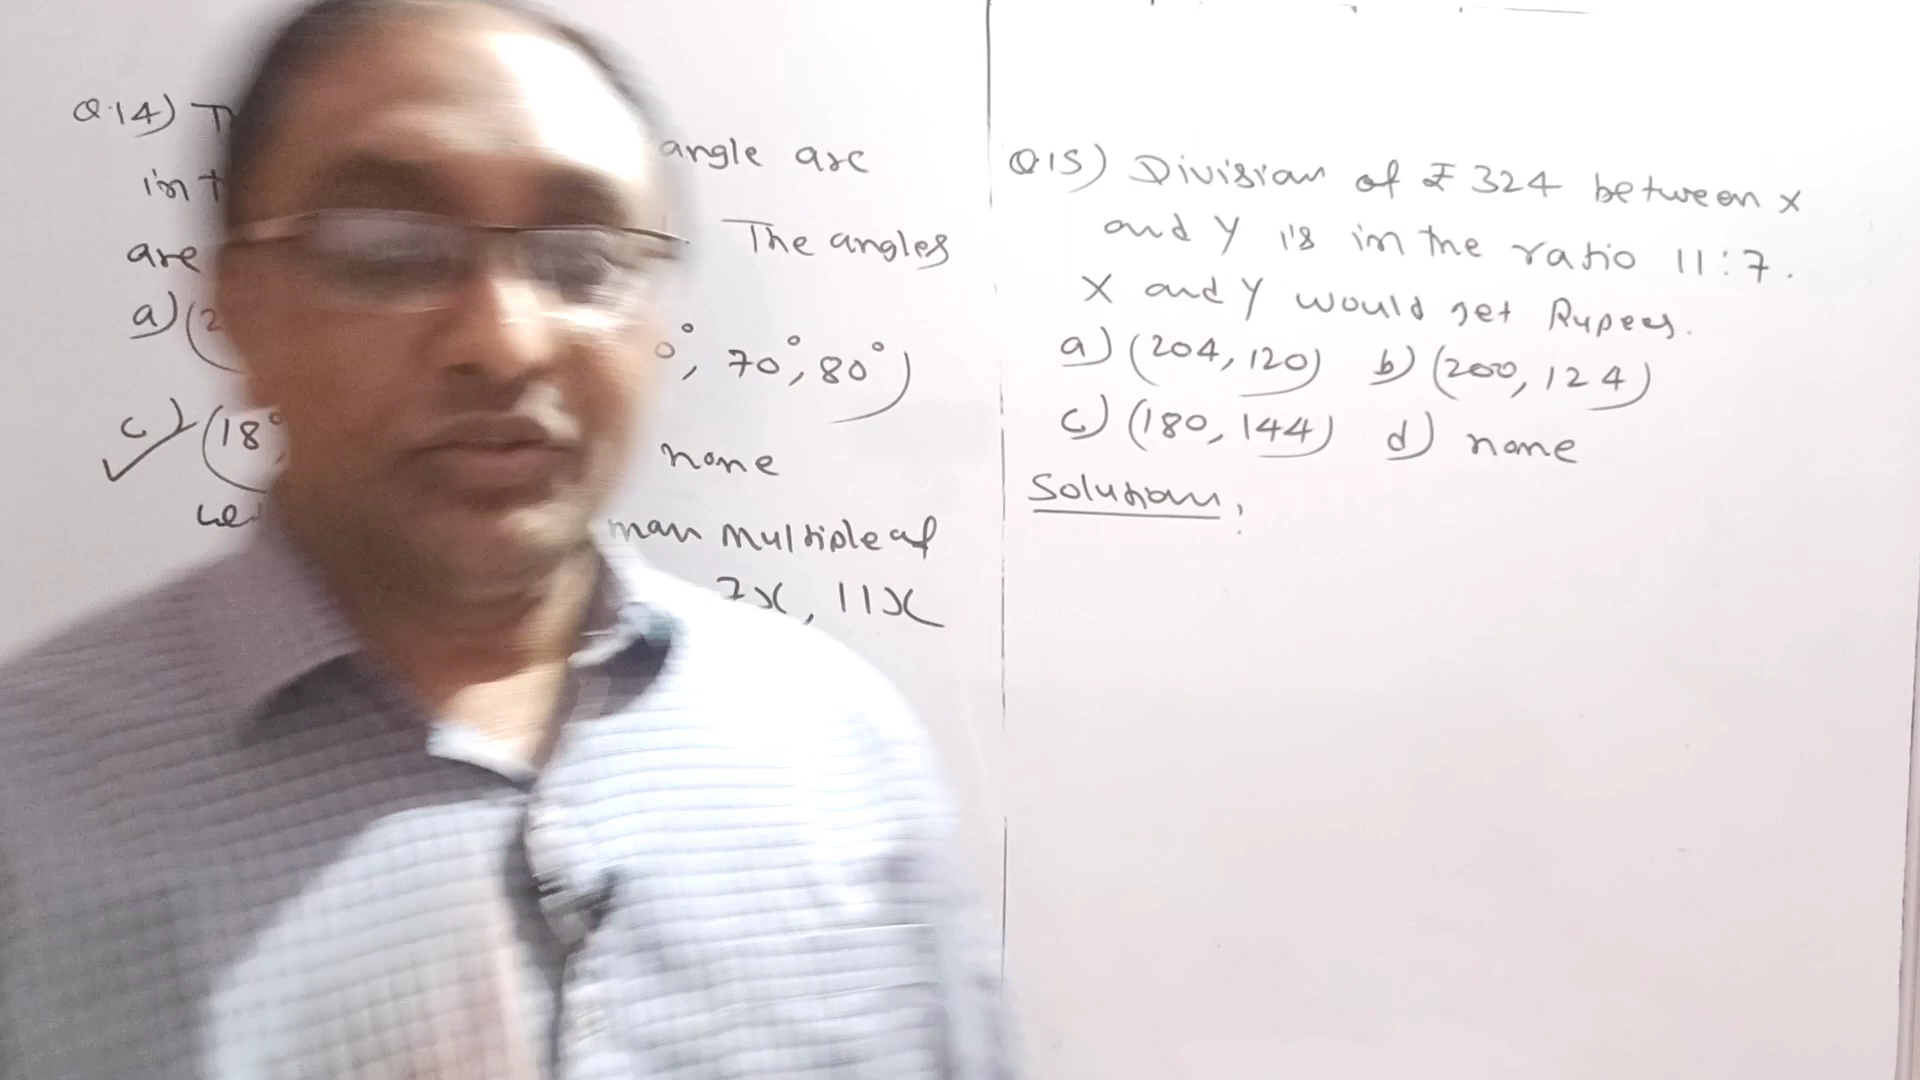 Q.14)
angle are
in
are The angles
a) (2 0°, 70°, 80°)
c) (18° none
man multiple of
7x, 11x
Q15) Division of ₹ 324 between X
and Y is in the ratio 11:7.
X and Y would get Rupees.
a) (204, 120) b) (200, 124)
c) (180, 144) d) none
Solution: